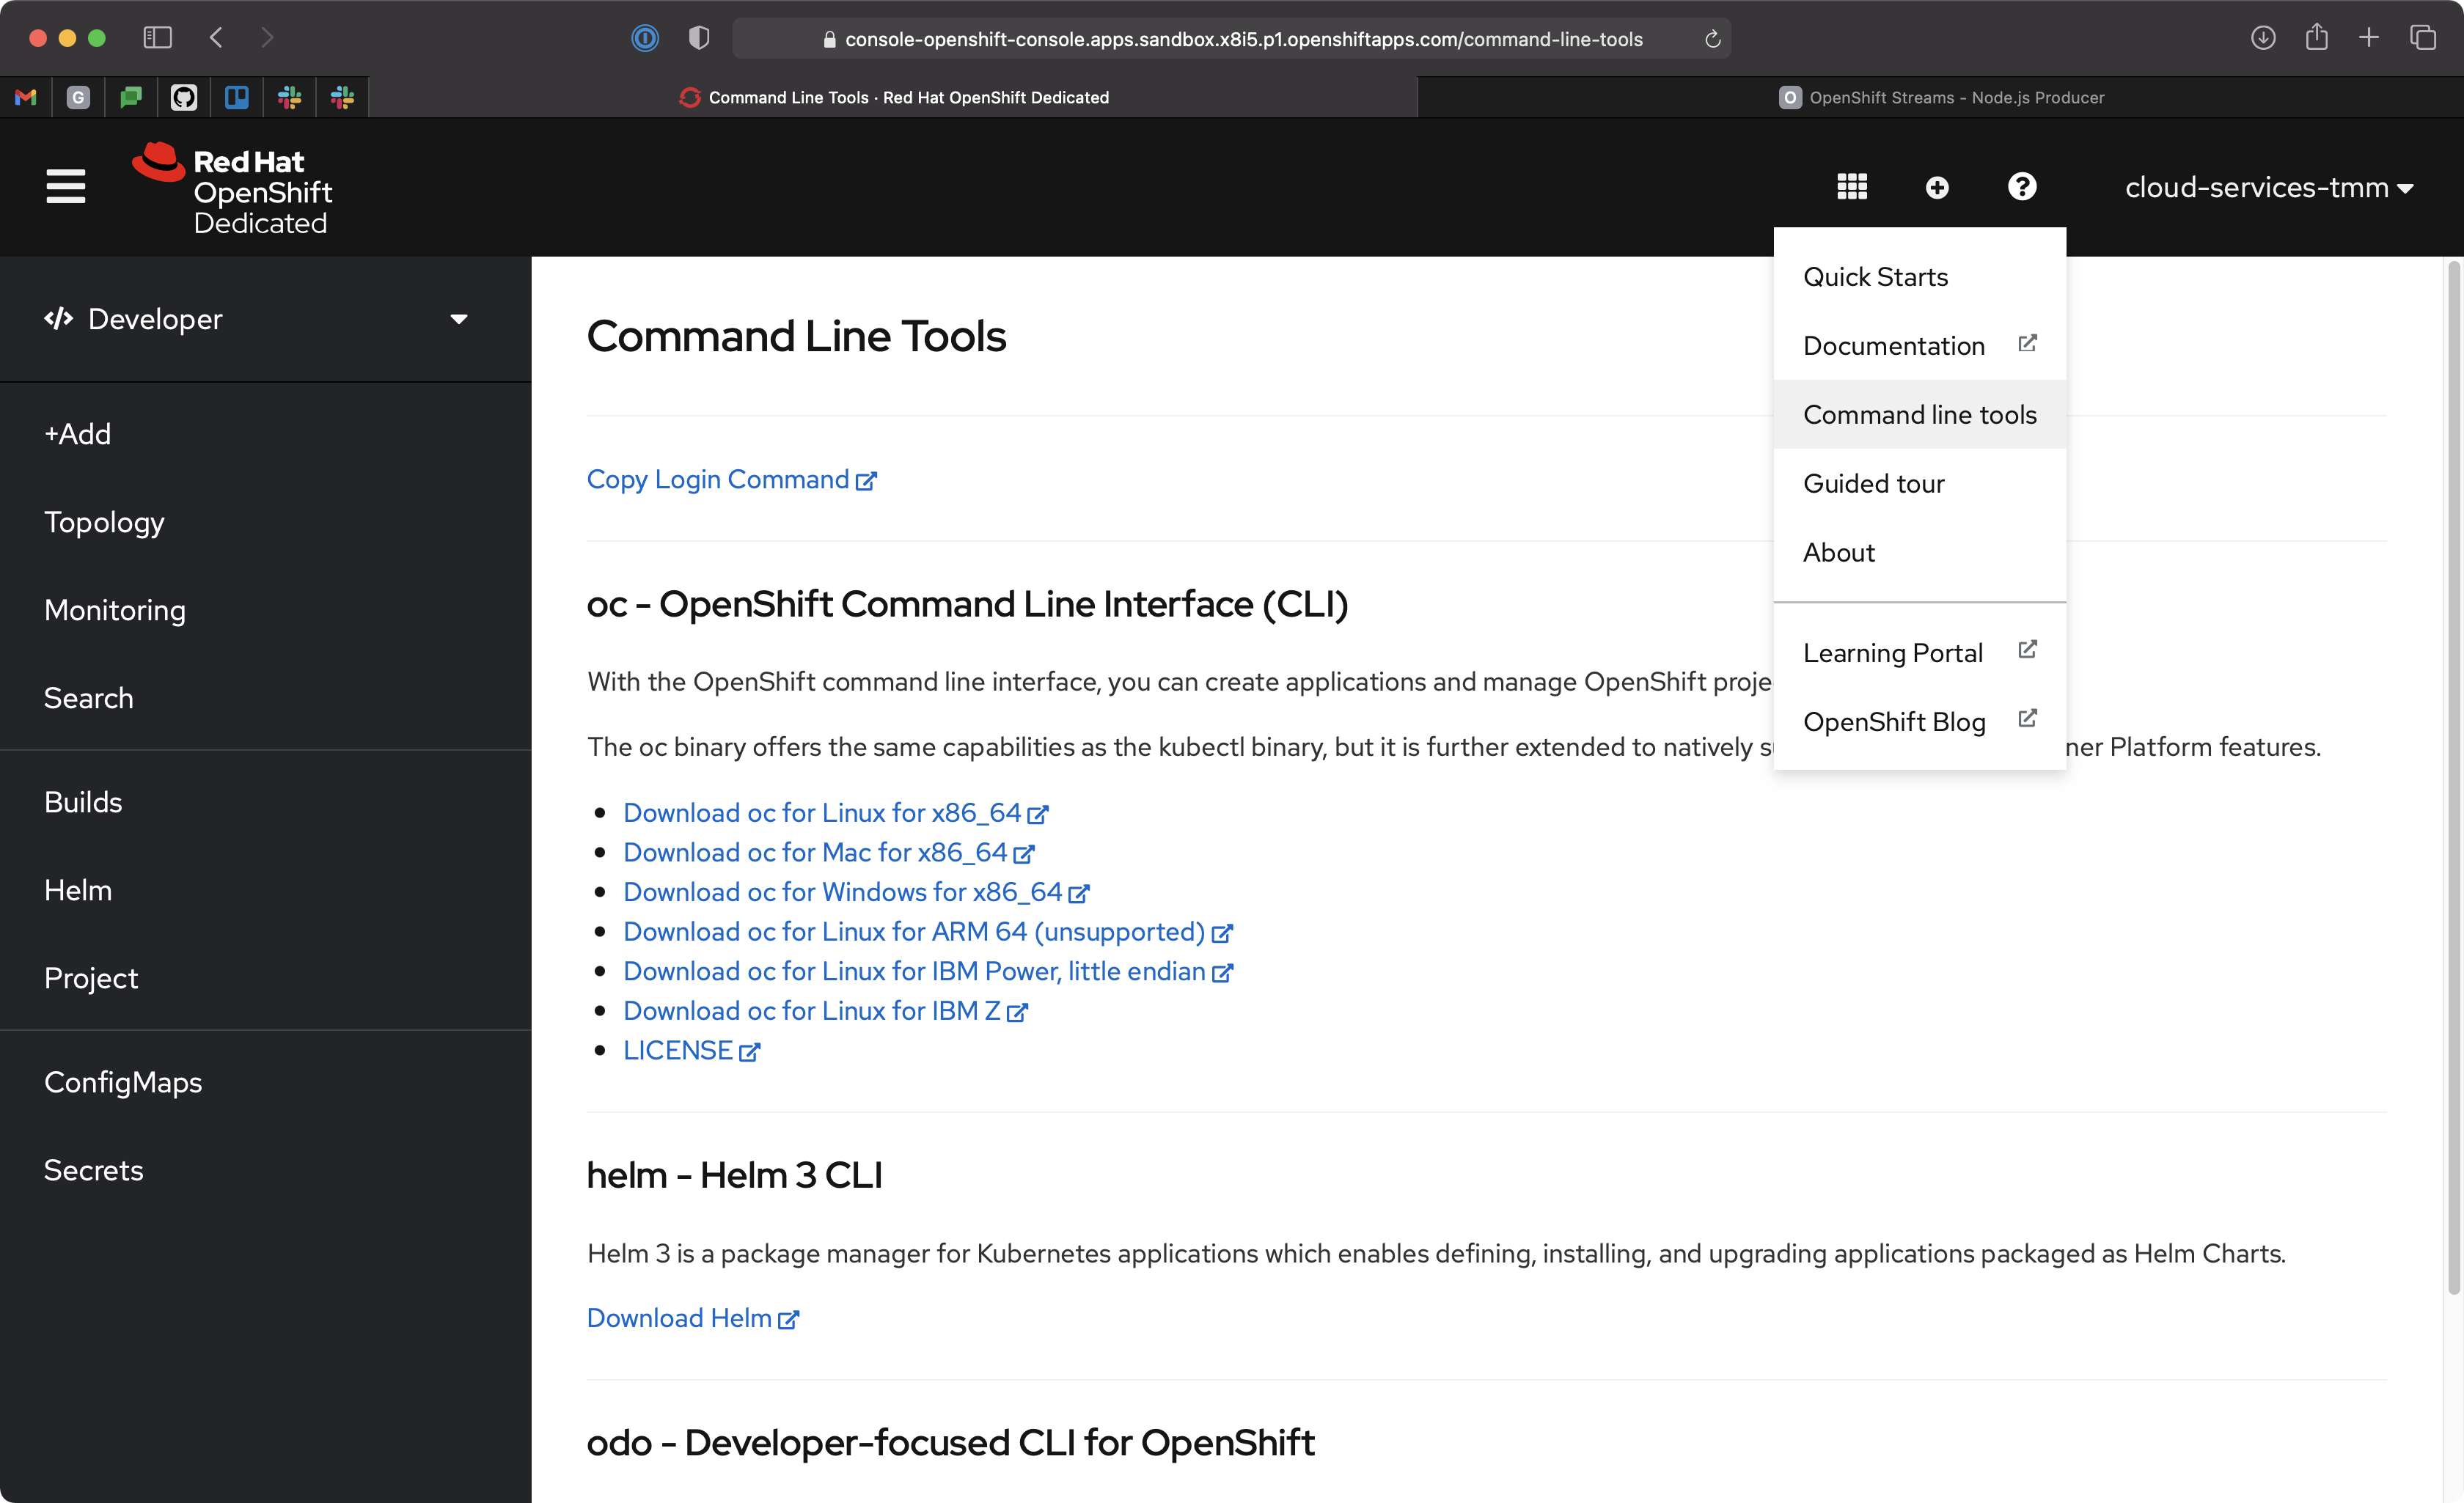 console-openshift-console.apps.sandbox.x8i5.p1.openshiftapps.com/command-line-tools
G
Command Line Tools · Red Hat OpenShift Dedicated
O OpenShift Streams - Node.js Producer
Red Hat
OpenShift
Dedicated
cloud-services-tmm
Developer
+Add
Topology
Monitoring
Search
Builds
Helm
Project
ConfigMaps
Secrets
Quick Starts
Documentation
Command line tools
Guided tour
About
Learning Portal
OpenShift Blog
Command Line Tools
Copy Login Command
oc - OpenShift Command Line Interface (CLI)
With the OpenShift command line interface, you can create applications and manage OpenShift
The oc binary offers the same capabilities as the kubectl binary, but it is further extended to natively Platform features.
Download oc for Linux for x86_64
Download oc for Mac for x86_64
Download oc for Windows for x86_64
Download oc for Linux for ARM 64 (unsupported)
Download oc for Linux for IBM Power, little endian
Download oc for Linux for IBM Z
LICENSE
helm - Helm 3 CLI
Helm 3 is a package manager for Kubernetes applications which enables defining, installing, and upgrading applications packaged as Helm Charts.
Download Helm
odo - Developer-focused CLI for OpenShift